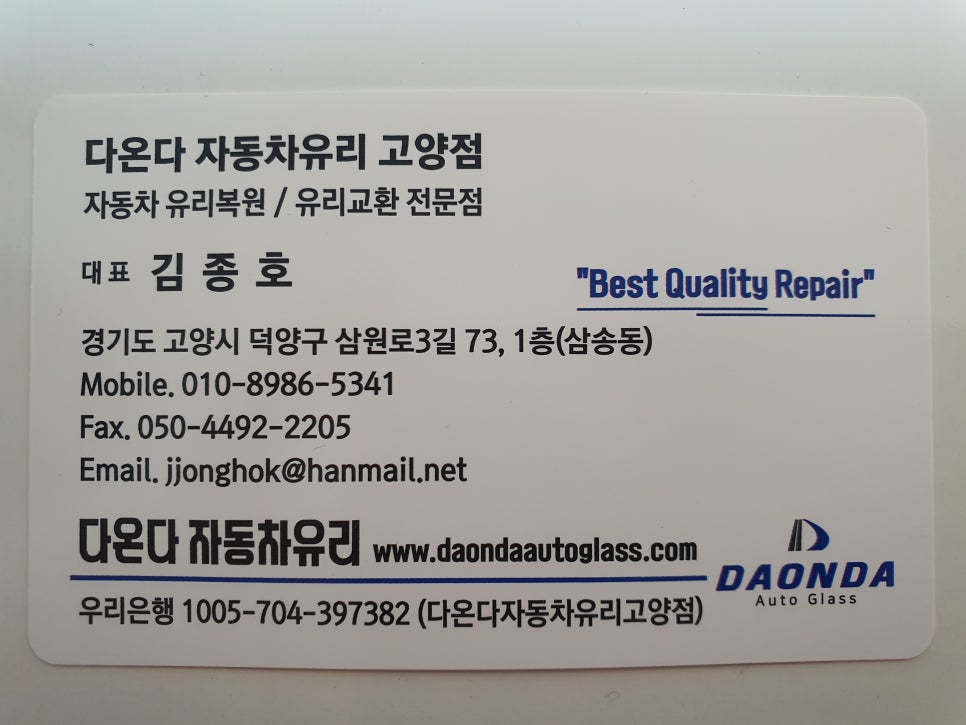 다온다 자동차유리 고양점
자동차 유리복원 / 유리교환 전문점
대표 김종호
"Best Quality Repair"
경기도 고양시 덕양구 삼원로3길 73, 1층(삼송동)
Mobile. 010-8986-5341
Fax. 050-4492-2205
Email. jjonghok@hanmail.net
다온다 자동차유리 www.daondaautoglass.com
DAONDA
Auto Glass
우리은행 1005-704-397382 (다온다자동차유리고양점)